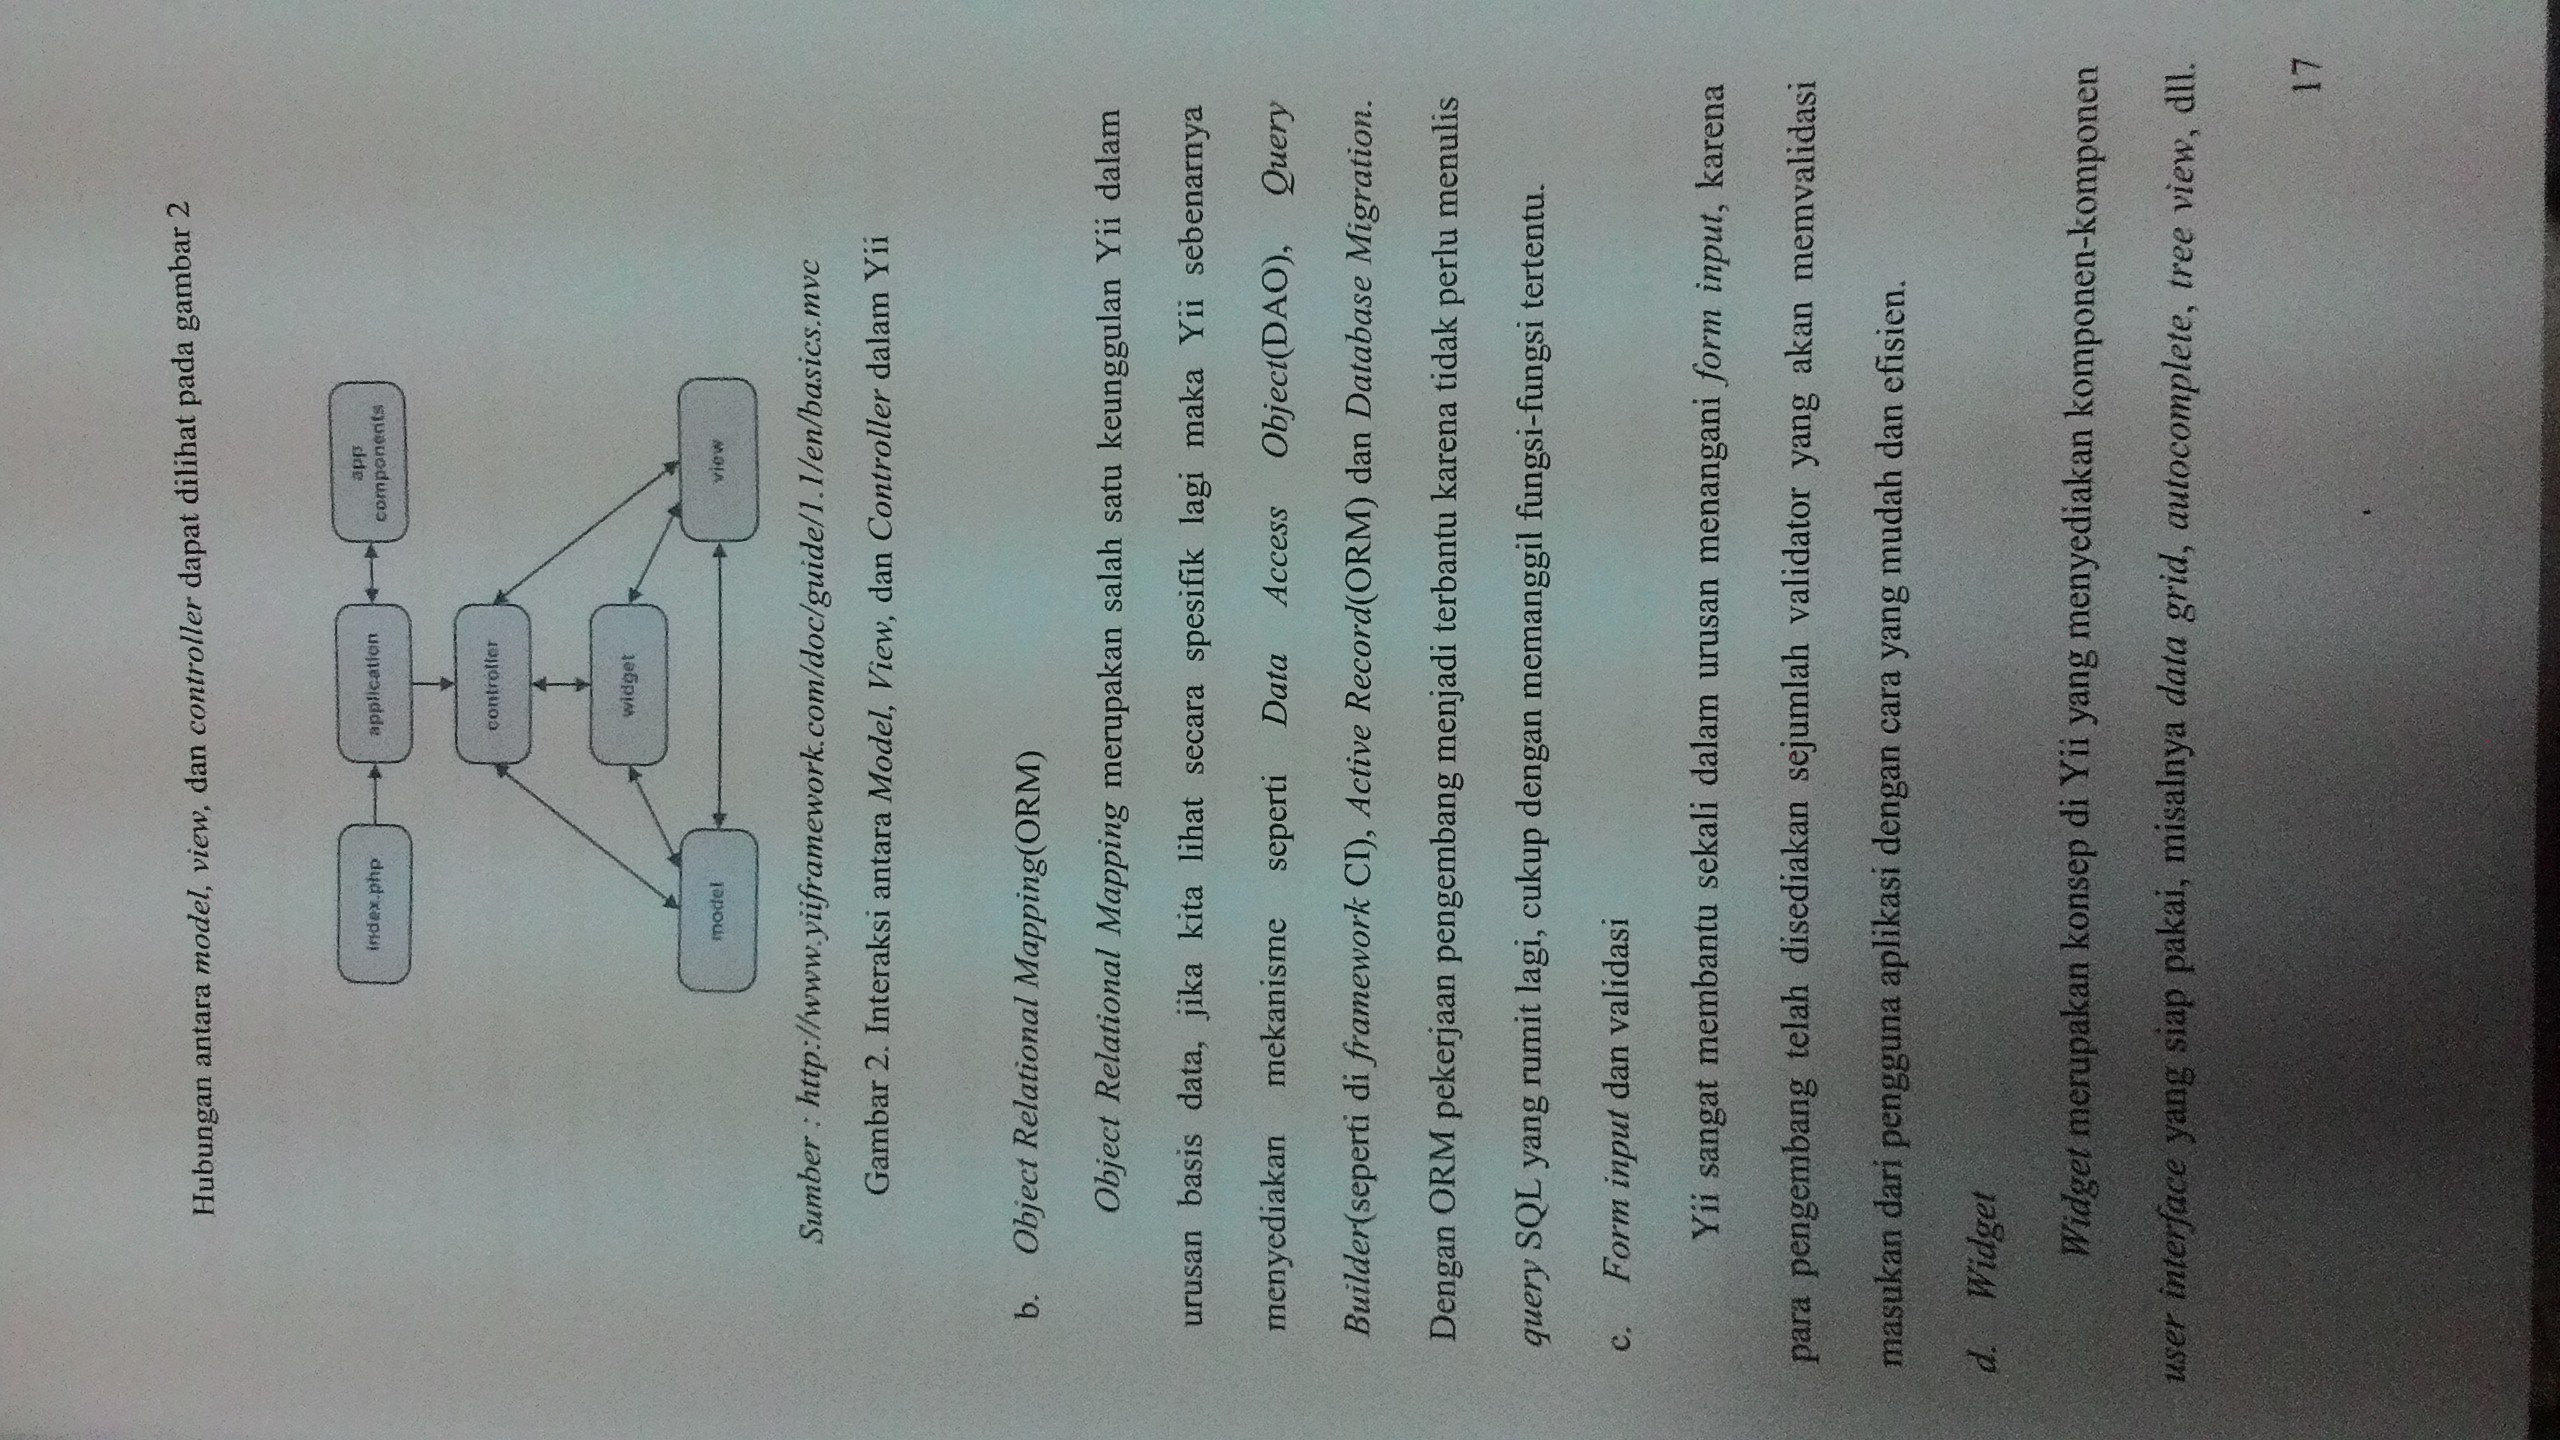 Hubungan antara model, view, dan controller dapat dilihat pada gambar 2
index.php
application
app
components
controller
widget
model
view
Sumber : http://www.yiiframework.com/doc/guide/1.1/en/basics.mvc
Gambar 2. Interaksi antara Model, View, dan Controller dalam Yii
b. Object Relational Mapping(ORM)
Object Relational Mapping merupakan salah satu keunggulan Yii dalam
urusan basis data, jika kita lihat secara spesifik lagi maka Yii sebenarnya
menyediakan mekanisme seperti Data Access Object(DAO), Query
Builder(seperti di framework CI), Active Record(ORM) dan Database Migration.
Dengan ORM pekerjaan pengembang menjadi terbantu karena tidak perlu menulis
query SQL yang rumit lagi, cukup dengan memanggil fungsi-fungsi tertentu.
c. Form input dan validasi
Yii sangat membantu sekali dalam urusan menangani form input, karena
para pengembang telah disediakan sejumlah validator yang akan memvalidasi
masukan dari pengguna aplikasi dengan cara yang mudah dan efisien.
d. Widget
Widget merupakan konsep di Yii yang menyediakan komponen-komponen
user interface yang siap pakai, misalnya data grid, autocomplete, tree view, dll.
17